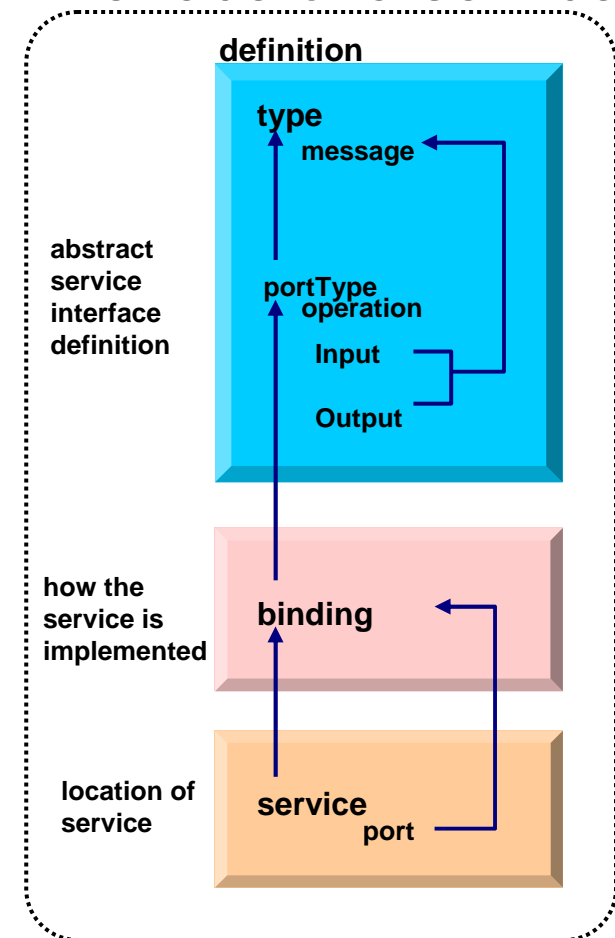 definition
type
message
abstract
service
interface
definition
portType
operation
Input
Output
how the
service is
implemented
binding
location of
service
service
port